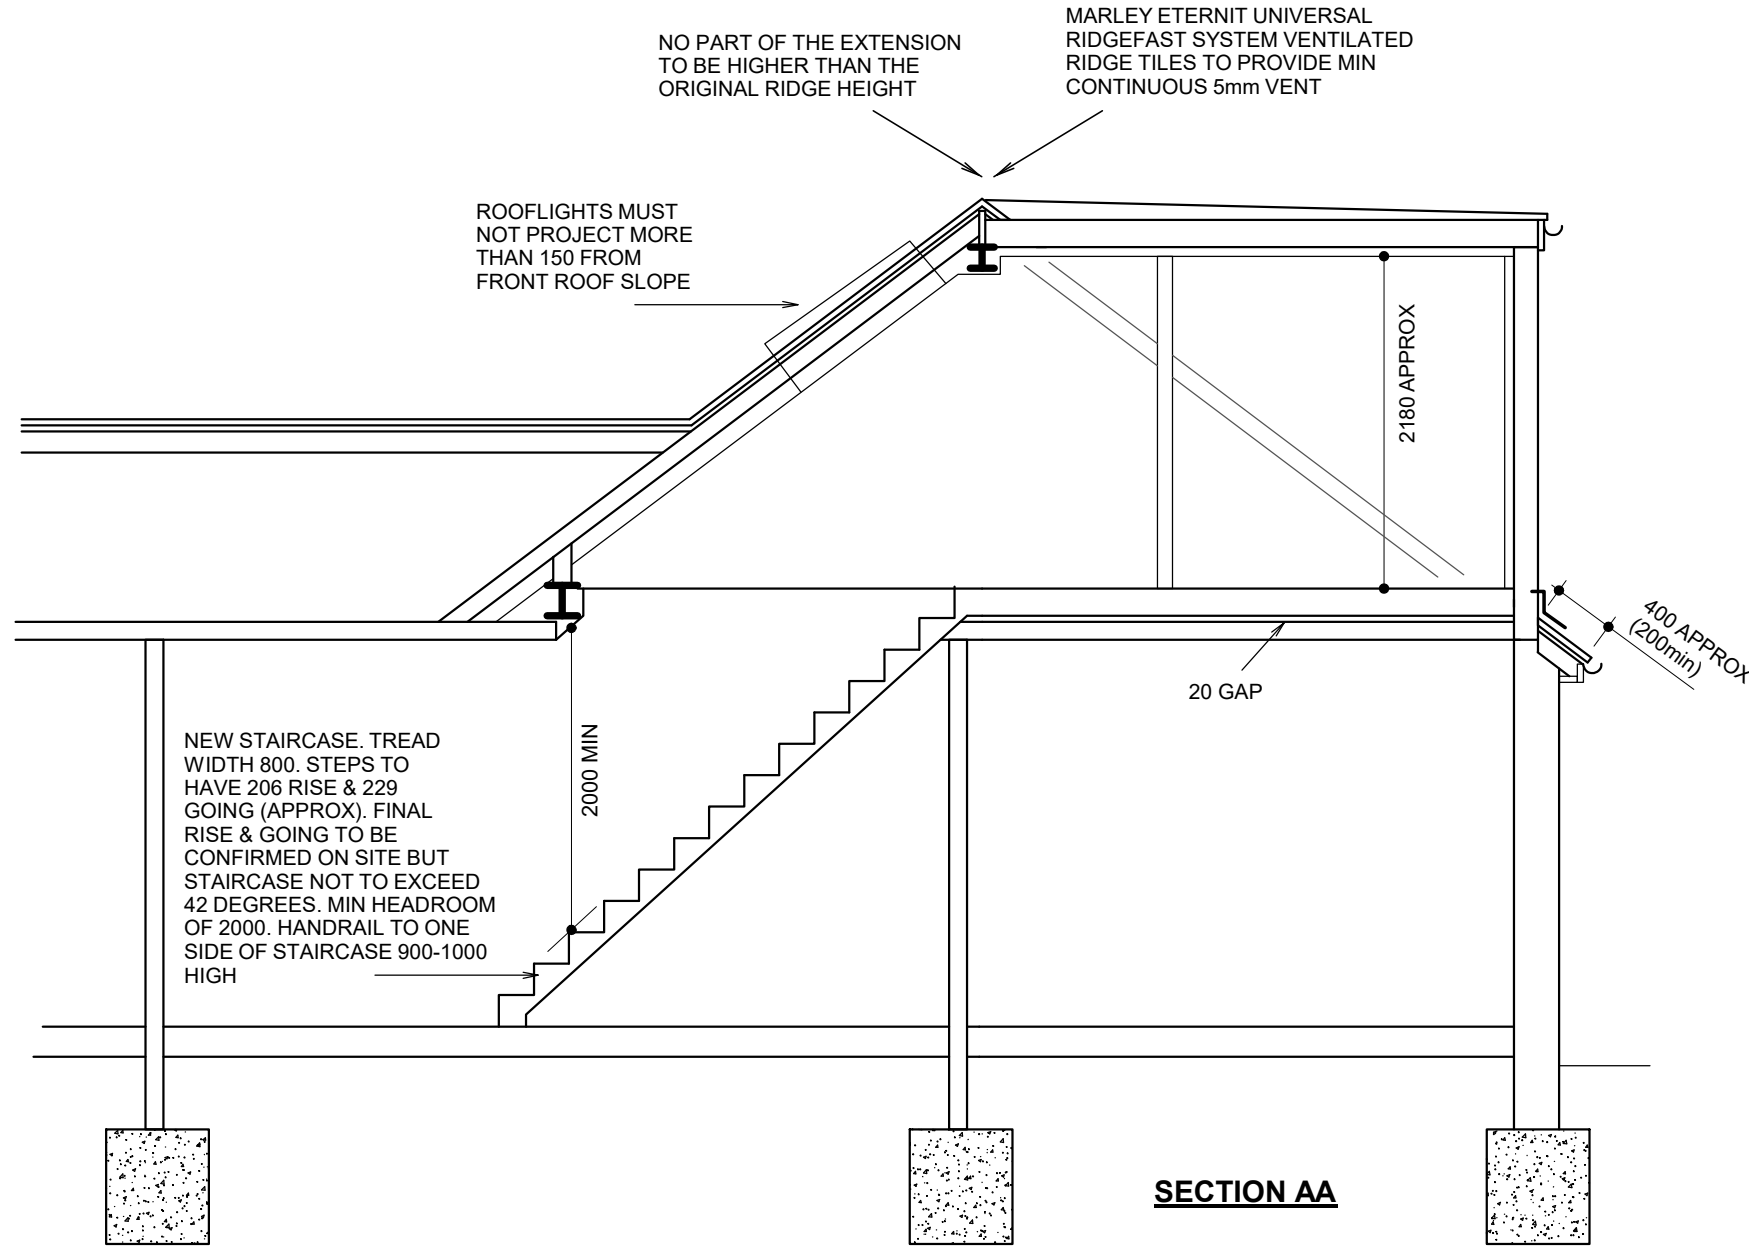 NO PART OF THE EXTENSION
TO BE HIGHER THAN THE
ORIGINAL RIDGE HEIGHT
MARLEY ETERNIT UNIVERSAL
RIDGEFAST SYSTEM VENTILATED
RIDGE TILES TO PROVIDE MIN
CONTINUOUS 5mm VENT
ROOFLIGHTS MUST
NOT PROJECT MORE
THAN 150 FROM
FRONT ROOF SLOPE
2180 APPROX
400 APPROX
(200min)
20 GAP
2000 MIN
NEW STAIRCASE. TREAD
WIDTH 800. STEPS TO
HAVE 206 RISE & 229
GOING (APPROX). FINAL
RISE & GOING TO BE
CONFIRMED ON SITE BUT
STAIRCASE NOT TO EXCEED
42 DEGREES. MIN HEADROOM
OF 2000. HANDRAIL TO ONE
SIDE OF STAIRCASE 900-1000
HIGH
SECTION AA